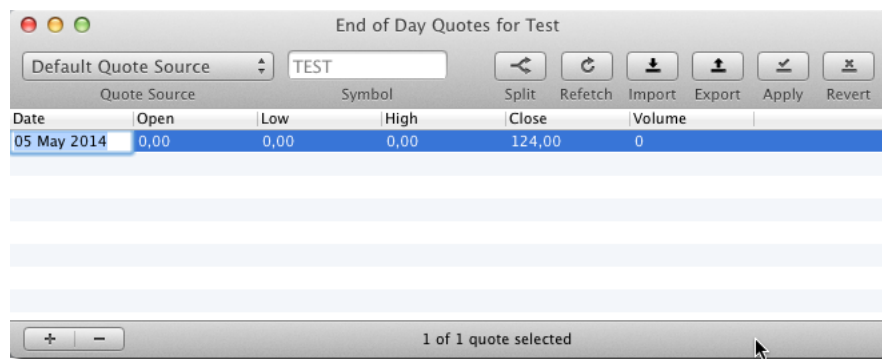 End of Day Quotes for Test
Default Quote Source TEST
Quote Source Symbol Split Refetch Import Export Apply Revert
Date Open Low High Close Volume
05 May 2014 0,00 0,00 0,00 124,00 0
+ − 1 of 1 quote selected